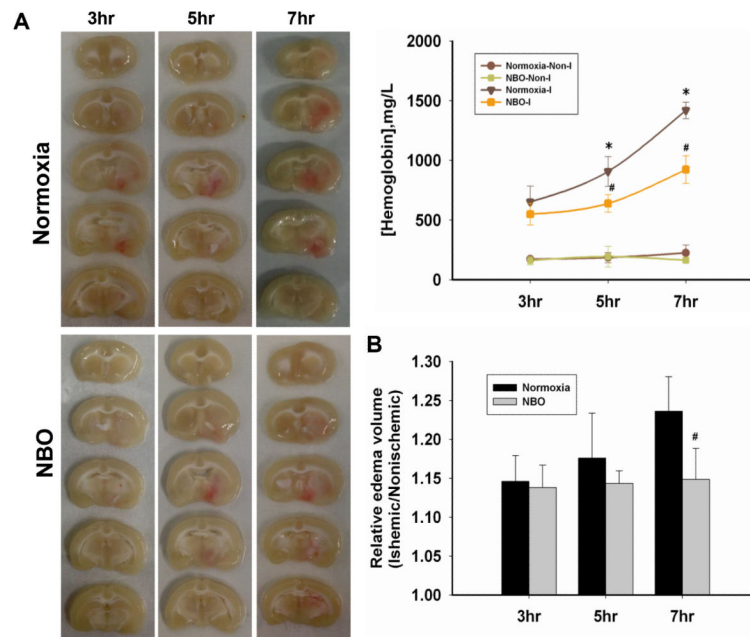 A
3hr 5hr 7hr
Normoxia
NBO
2000
1500
1000
500
0
[Hemoglobin],mg/L
Normoxia-Non-I
NBO-Non-I
Normoxia-I
NBO-I
*
*
#
#
3hr 5hr 7hr
B
1.30
1.25
1.20
1.15
1.10
1.05
1.00
Relative edema volume
(Ishemic/Nonischemic)
Normoxia
NBO
#
3hr 5hr 7hr